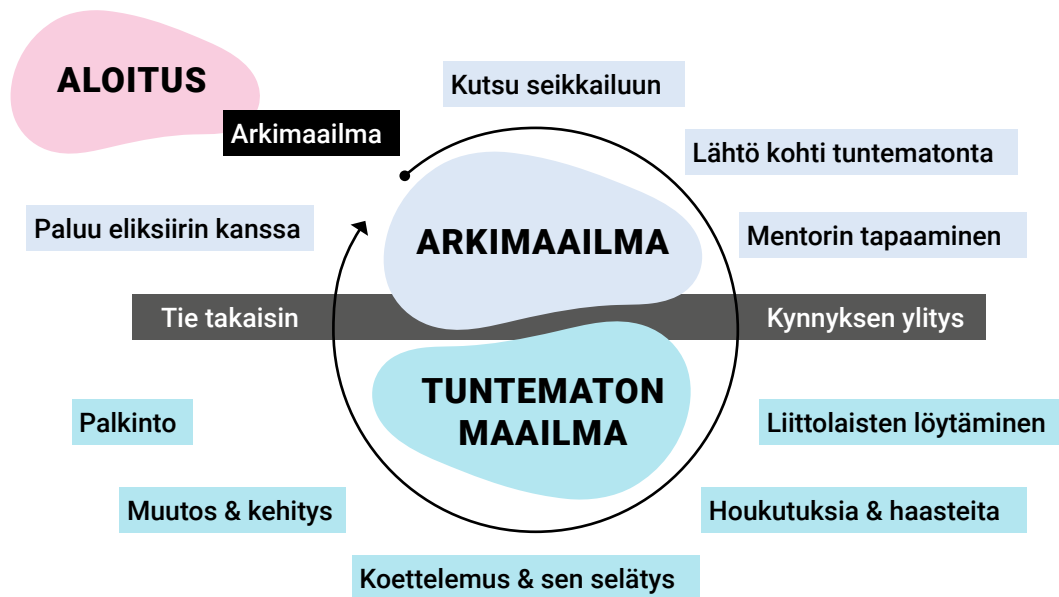 ALOITUS
Arkimaailma
Kutsu seikkailuun
Lähtö kohti tuntematonta
Mentorin tapaaminen
Kynnyksen ylitys
Liittolaisten löytäminen
Houkutuksia & haasteita
Koettelemus & sen selätys
Muutos & kehitys
Palkinto
Tie takaisin
Paluu eliksiirin kanssa
ARKIMAAILMA
TUNTEMATON
MAAILMA